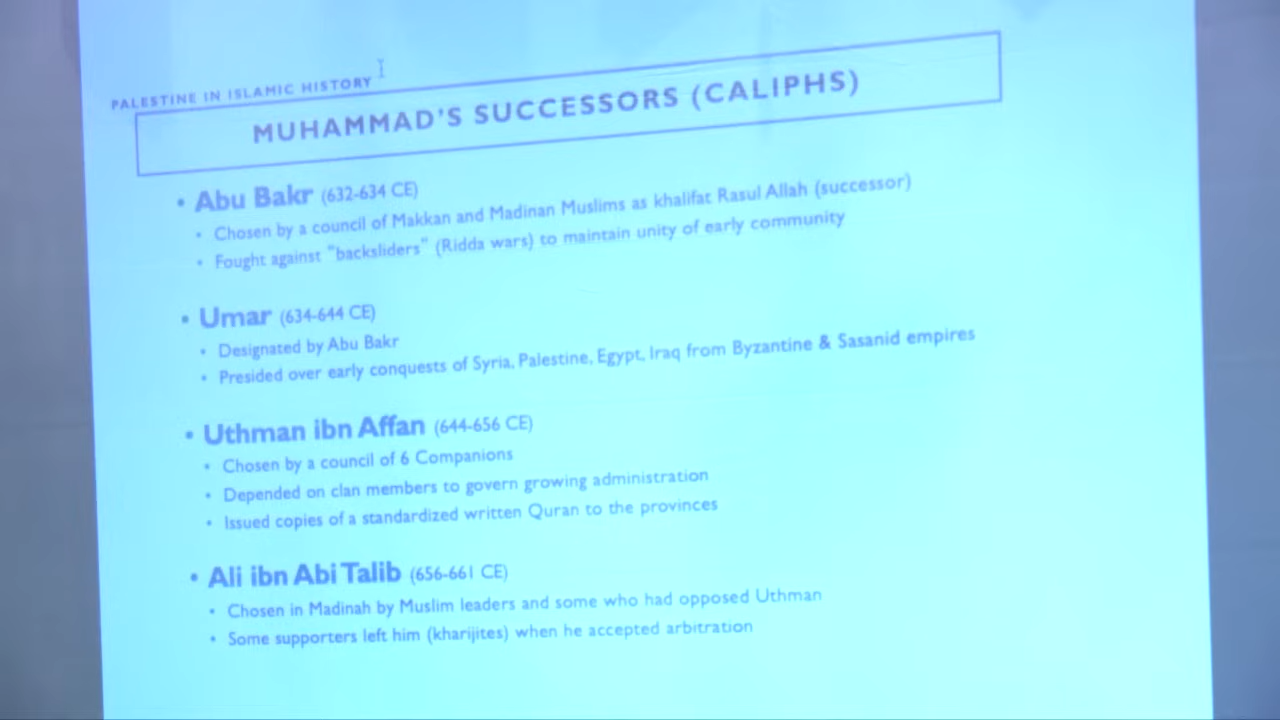 PALESTINE IN ISLAMIC HISTORY
MUHAMMAD'S SUCCESSORS (CALIPHS)
• Abu Bakr (632-634 CE)
• Chosen by a council of Makkan and Madinan Muslims as khalifat Rasul Allah (successor)
• Fought against "backsliders" (Ridda wars) to maintain unity of early community
• Umar (634-644 CE)
• Designated by Abu Bakr
• Presided over early conquests of Syria, Palestine, Egypt, Iraq from Byzantine & Sasanid empires
• Uthman ibn Affan (644-656 CE)
• Chosen by a council of 6 Companions
• Depended on clan members to govern growing administration
• Issued copies of a standardized written Quran to the provinces
• Ali ibn Abi Talib (656-661 CE)
• Chosen in Madinah by Muslim leaders and some who had opposed Uthman
• Some supporters left him (kharijites) when he accepted arbitration